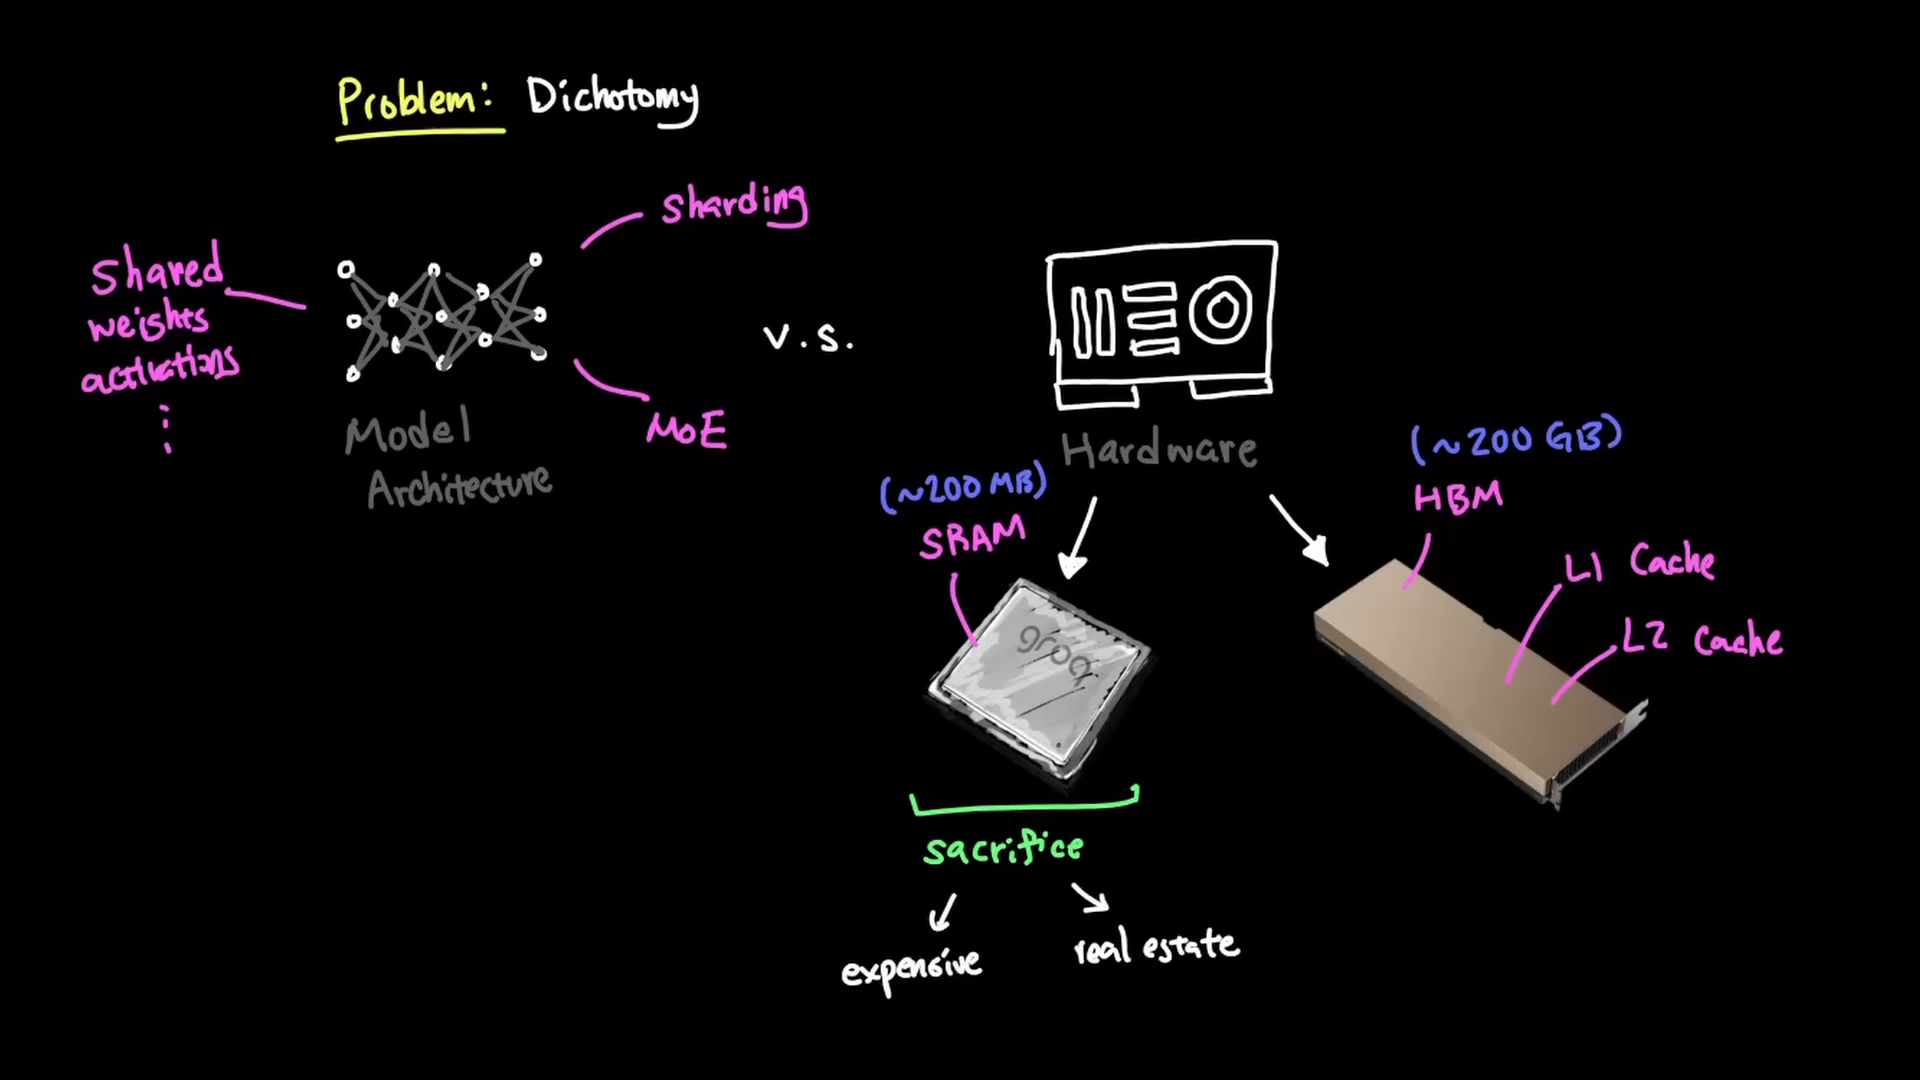 Problem: Dichotomy
sharding
Shared
weights
activations
MoE
Model
Architecture
v.s.
Hardware
(~200 MB)
SRAM
(~200 GB)
HBM
L1 Cache
L2 Cache
groq
sacrifice
expensive
real estate